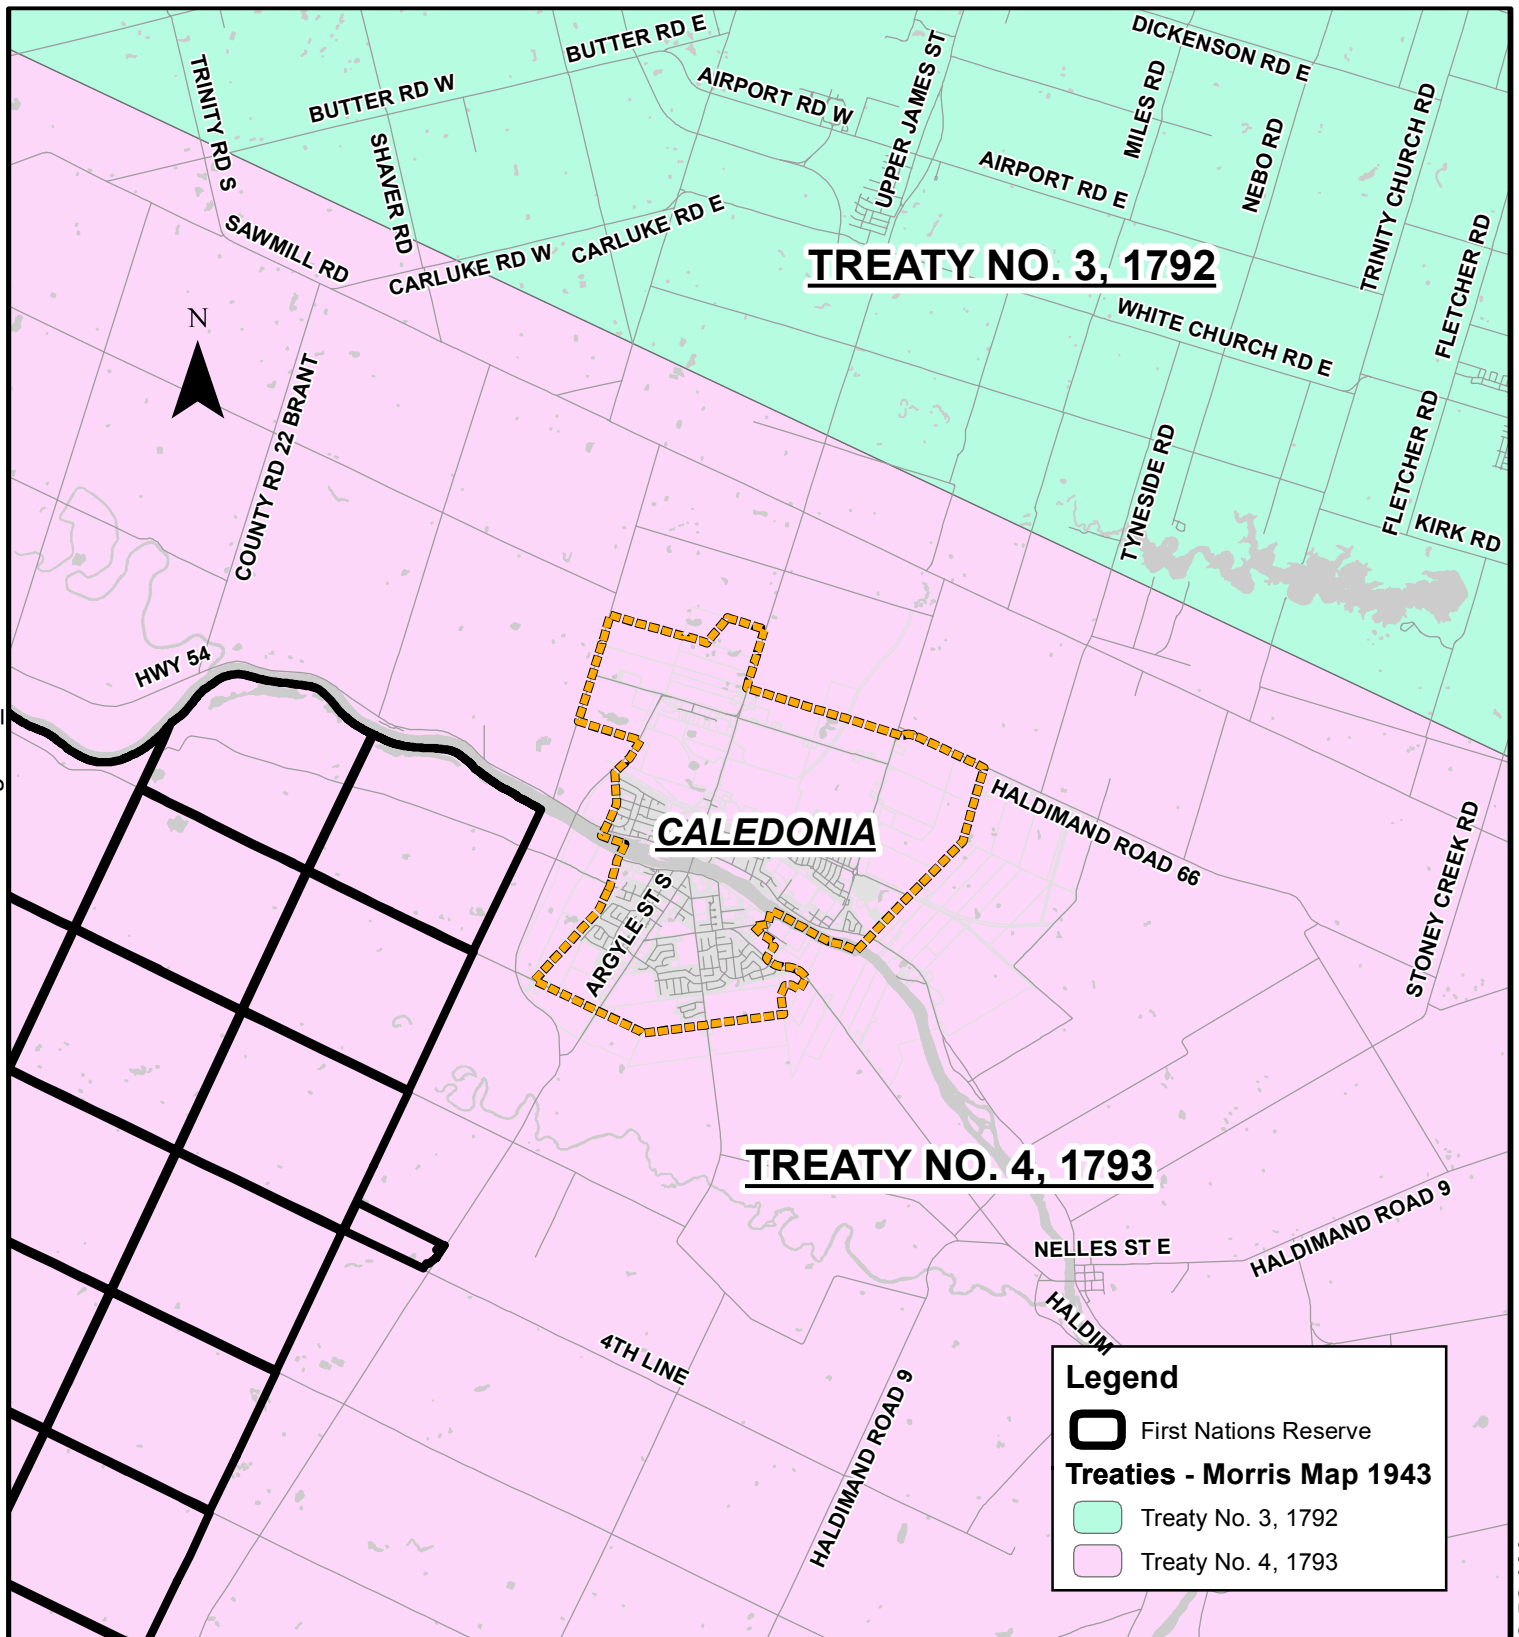 BUTTER RD E
DICKENSON RD E
TRINITY RD S
BUTTER RD W
AIRPORT RD W
UPPER JAMES ST
MILES RD
NEBO RD
TRINITY CHURCH RD
SHAVER RD
AIRPORT RD E
SAWMILL RD
CARLUKE RD W
CARLUKE RD E
TREATY NO. 3, 1792
FLETCHER RD
WHITE CHURCH RD E
N
COUNTY RD 22 BRANT
TYNESIDE RD
FLETCHER RD
KIRK RD
HWY 54
HALDIMAND ROAD 66
CALEDONIA
STONEY CREEK RD
ARGYLE ST S
TREATY NO. 4, 1793
NELLES ST E
HALDIMAND ROAD 9
HALDIM
4TH LINE
HALDIMAND ROAD 9
Legend
First Nations Reserve
Treaties - Morris Map 1943
Treaty No. 3, 1792
Treaty No. 4, 1793